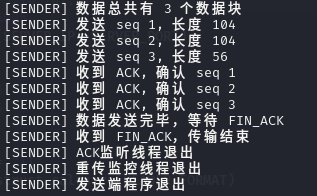 [SENDER] 数据总共有 3 个数据块
[SENDER] 发送 seq 1，长度 104
[SENDER] 发送 seq 2，长度 104
[SENDER] 发送 seq 3，长度 56
[SENDER] 收到 ACK，确认 seq 1
[SENDER] 收到 ACK，确认 seq 2
[SENDER] 收到 ACK，确认 seq 3
[SENDER] 数据发送完毕，等待 FIN_ACK
[SENDER] 收到 FIN_ACK，传输结束
[SENDER] ACK监听线程退出
[SENDER] 重传监控线程退出
[SENDER] 发送端程序退出